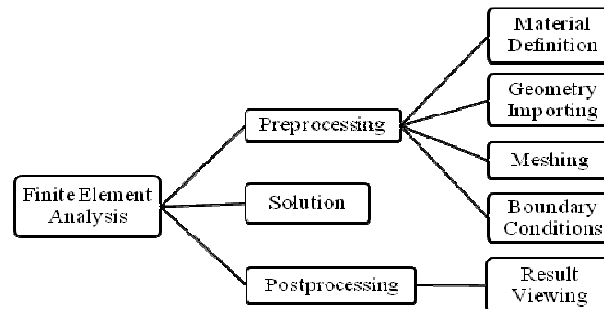 Material
Definition
Geometry
Importing
Preprocessing
Meshing
Finite Element
Analysis
Solution
Boundary
Conditions
Postprocessing
Result
Viewing